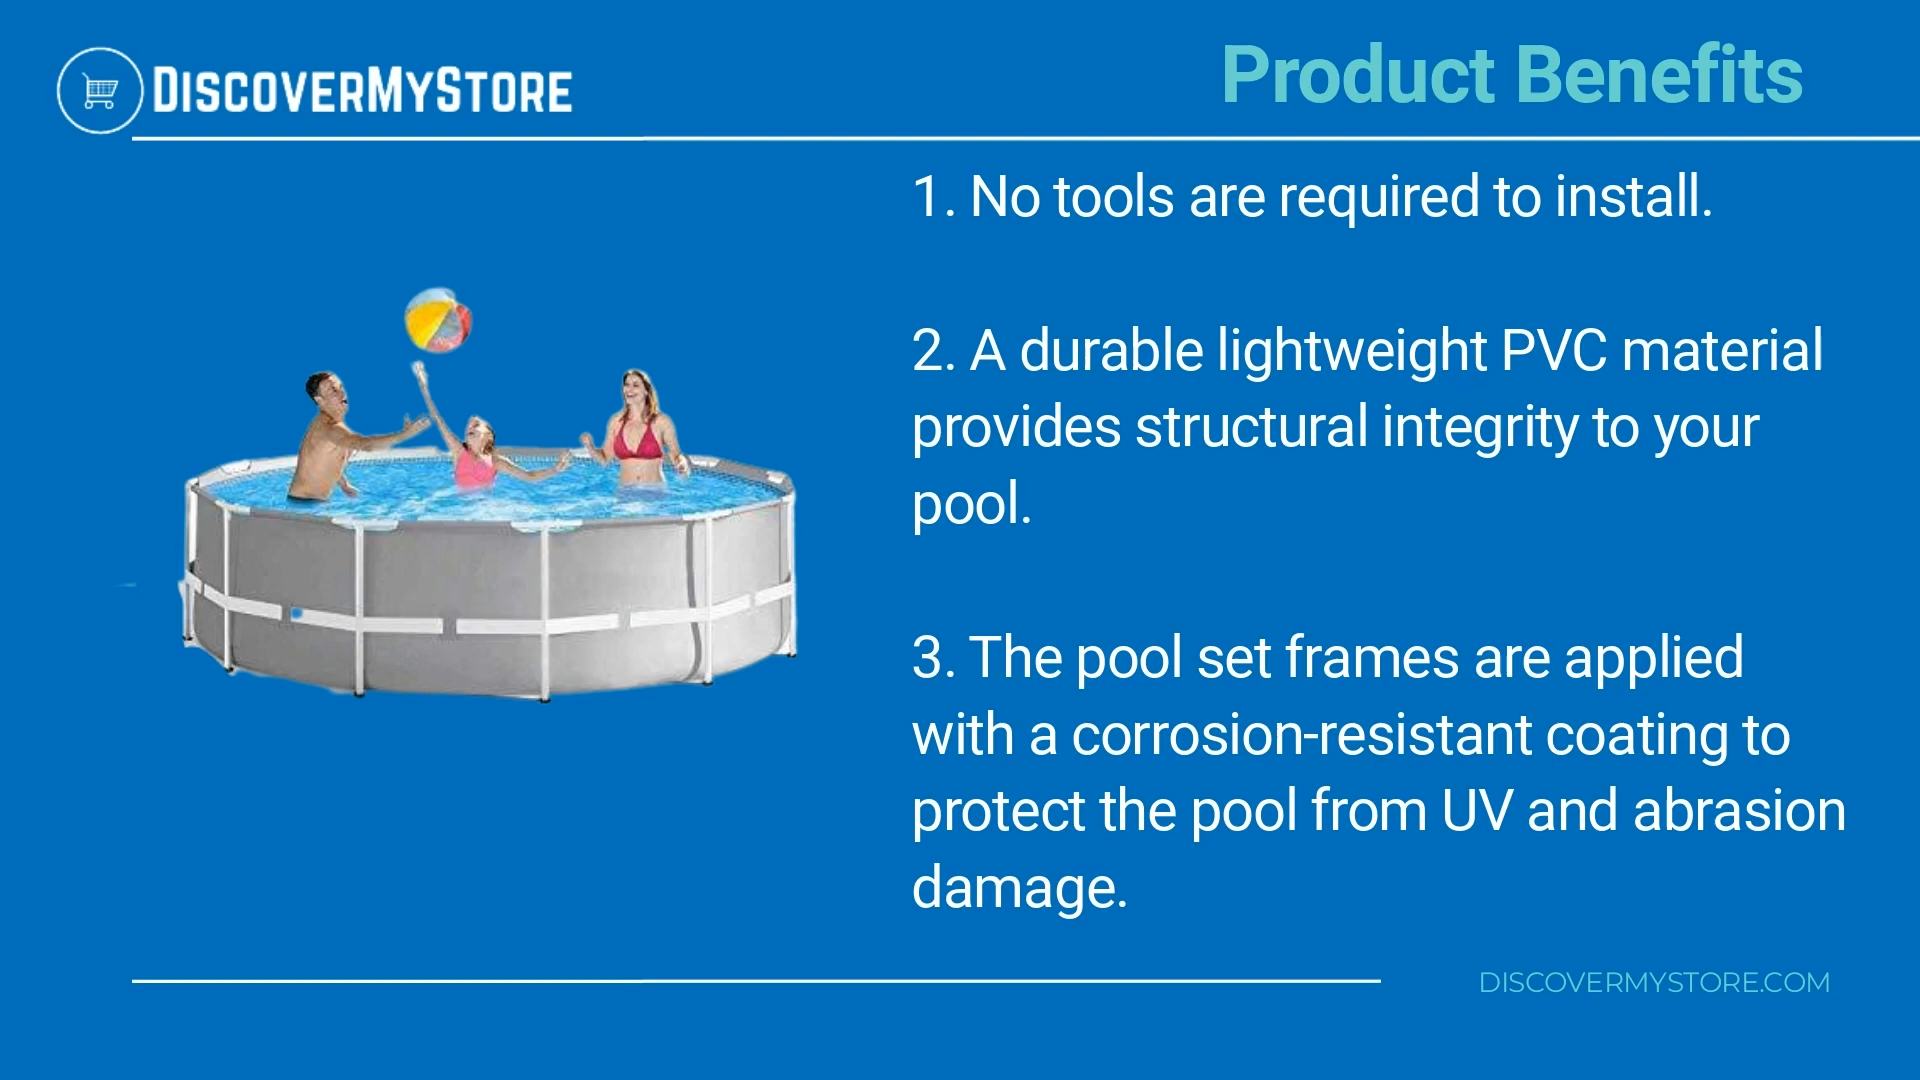 DISCOVERMYSTORE
Product Benefits
1. No tools are required to install.
2. A durable lightweight PVC material
provides structural integrity to your
pool.
3. The pool set frames are applied
with a corrosion-resistant coating to
protect the pool from UV and abrasion
damage.
DISCOVERMYSTORE.COM